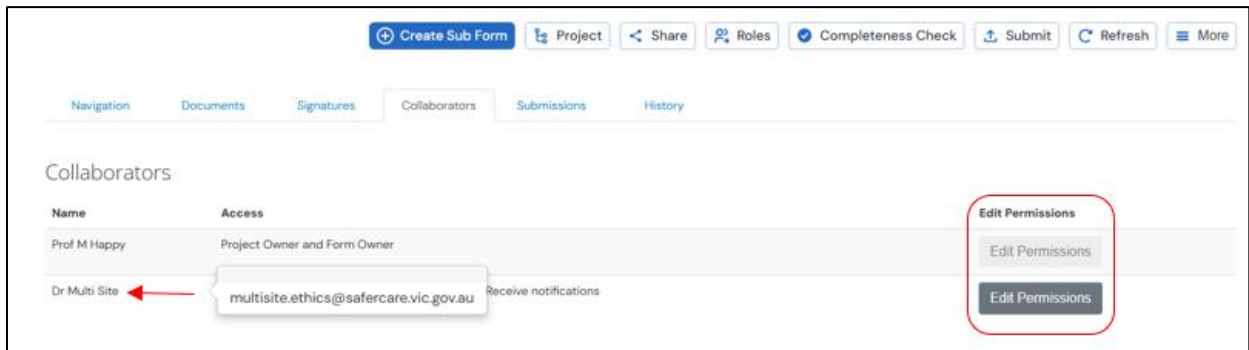 Create Sub Form Project Share Roles Completeness Check Submit Refresh More
Navigation Documents Signatures Collaborators Submissions History
Collaborators
Name Access Edit Permissions
Prof M Happy Project Owner and Form Owner Edit Permissions
Dr Multi Site multisite.ethics@safercare.vic.gov.au Receive notifications Edit Permissions